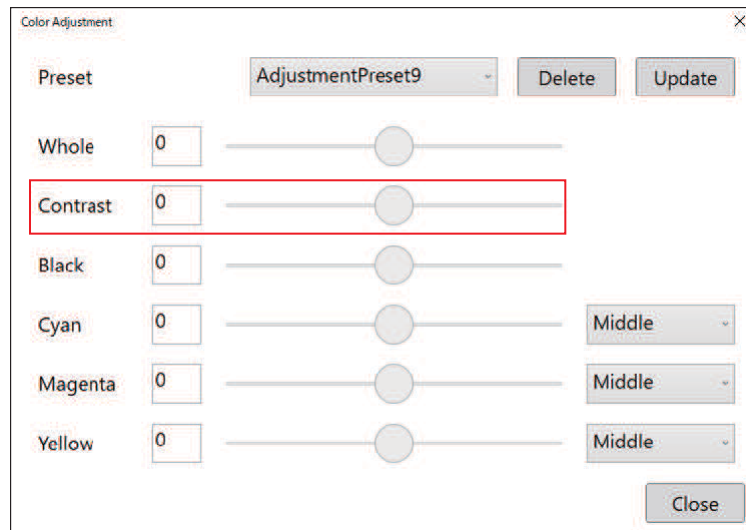 Color Adjustment
Preset AdjustmentPreset9 Delete Update
Whole 0
Contrast 0
Black 0
Cyan 0 Middle
Magenta 0 Middle
Yellow 0 Middle
Close